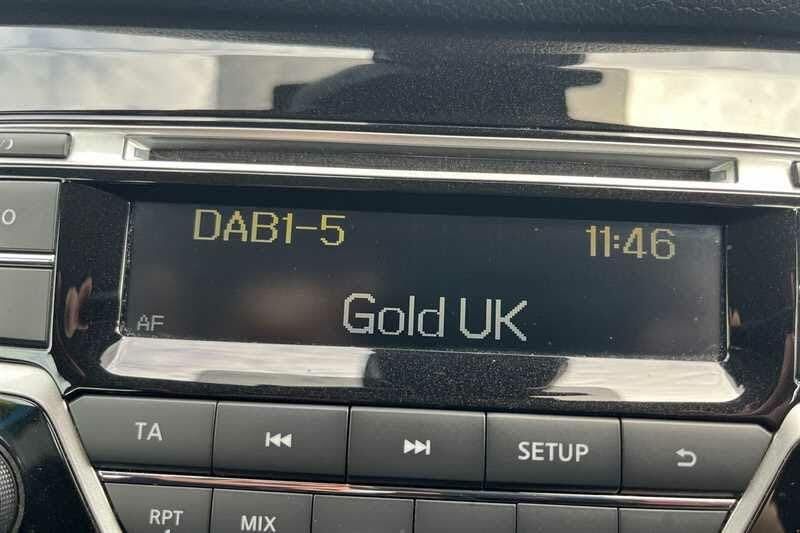 DAB1-5 11:46
AF Gold UK
TA SETUP
RPT MIX